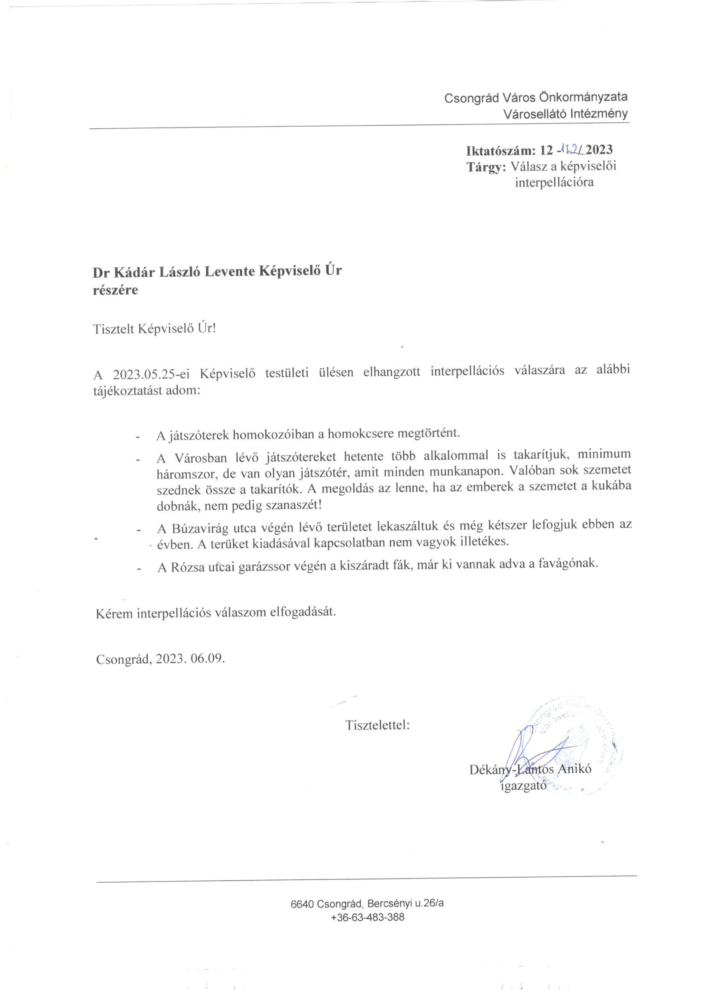 Csongrád Város Önkormányzata
Városellátó Intézmény
Iktatószám: 12 -172/2023
Tárgy: Válasz a képviselői
interpellációra
Dr Kádár László Levente Képviselő Úr
részére
Tisztelt Képviselő Úr!
A 2023.05.25-ei Képviselő testületi ülésen elhangzott interpellációs válaszára az alábbi
tájékoztatást adom:
- A játszóterek homokozóiban a homokcsere megtörtént.
- A Városban lévő játszótereket hetente több alkalommal is takarítjuk, minimum
háromszor, de van olyan játszótér, amit minden munkanapon. Valóban sok szemetet
szednek össze a takarítók. A megoldás az lenne, ha az emberek a szemetet a kukába
dobnák, nem pedig szanaszét!
- A Búzavirág utca végén lévő területet lekaszáltuk és még kétszer lefogjuk ebben az
évben. A terüket kiadásával kapcsolatban nem vagyok illetékes.
- A Rózsa utcai garázssor végén a kiszáradt fák, már ki vannak adva a favágónak.
Kérem interpellációs válaszom elfogadását.
Csongrád, 2023. 06.09.
Tisztelettel:
Csongrád Város Önkormányzata
Csongrád
Dékány-Lantos Anikó
igazgató
6640 Csongrád, Bercsényi u.26/a
+36-63-483-388